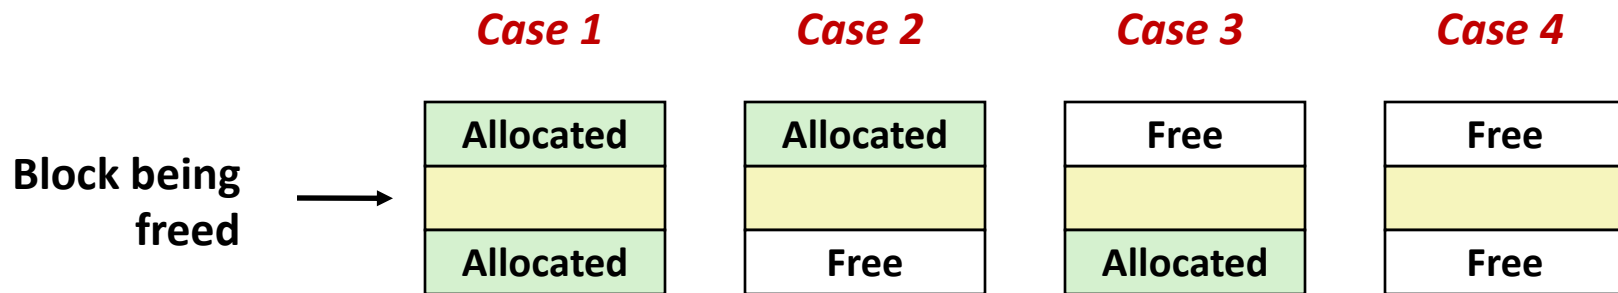 Case 1 Case 2 Case 3 Case 4
Allocated Allocated Free Free
Block being
freed
Allocated Free Allocated Free